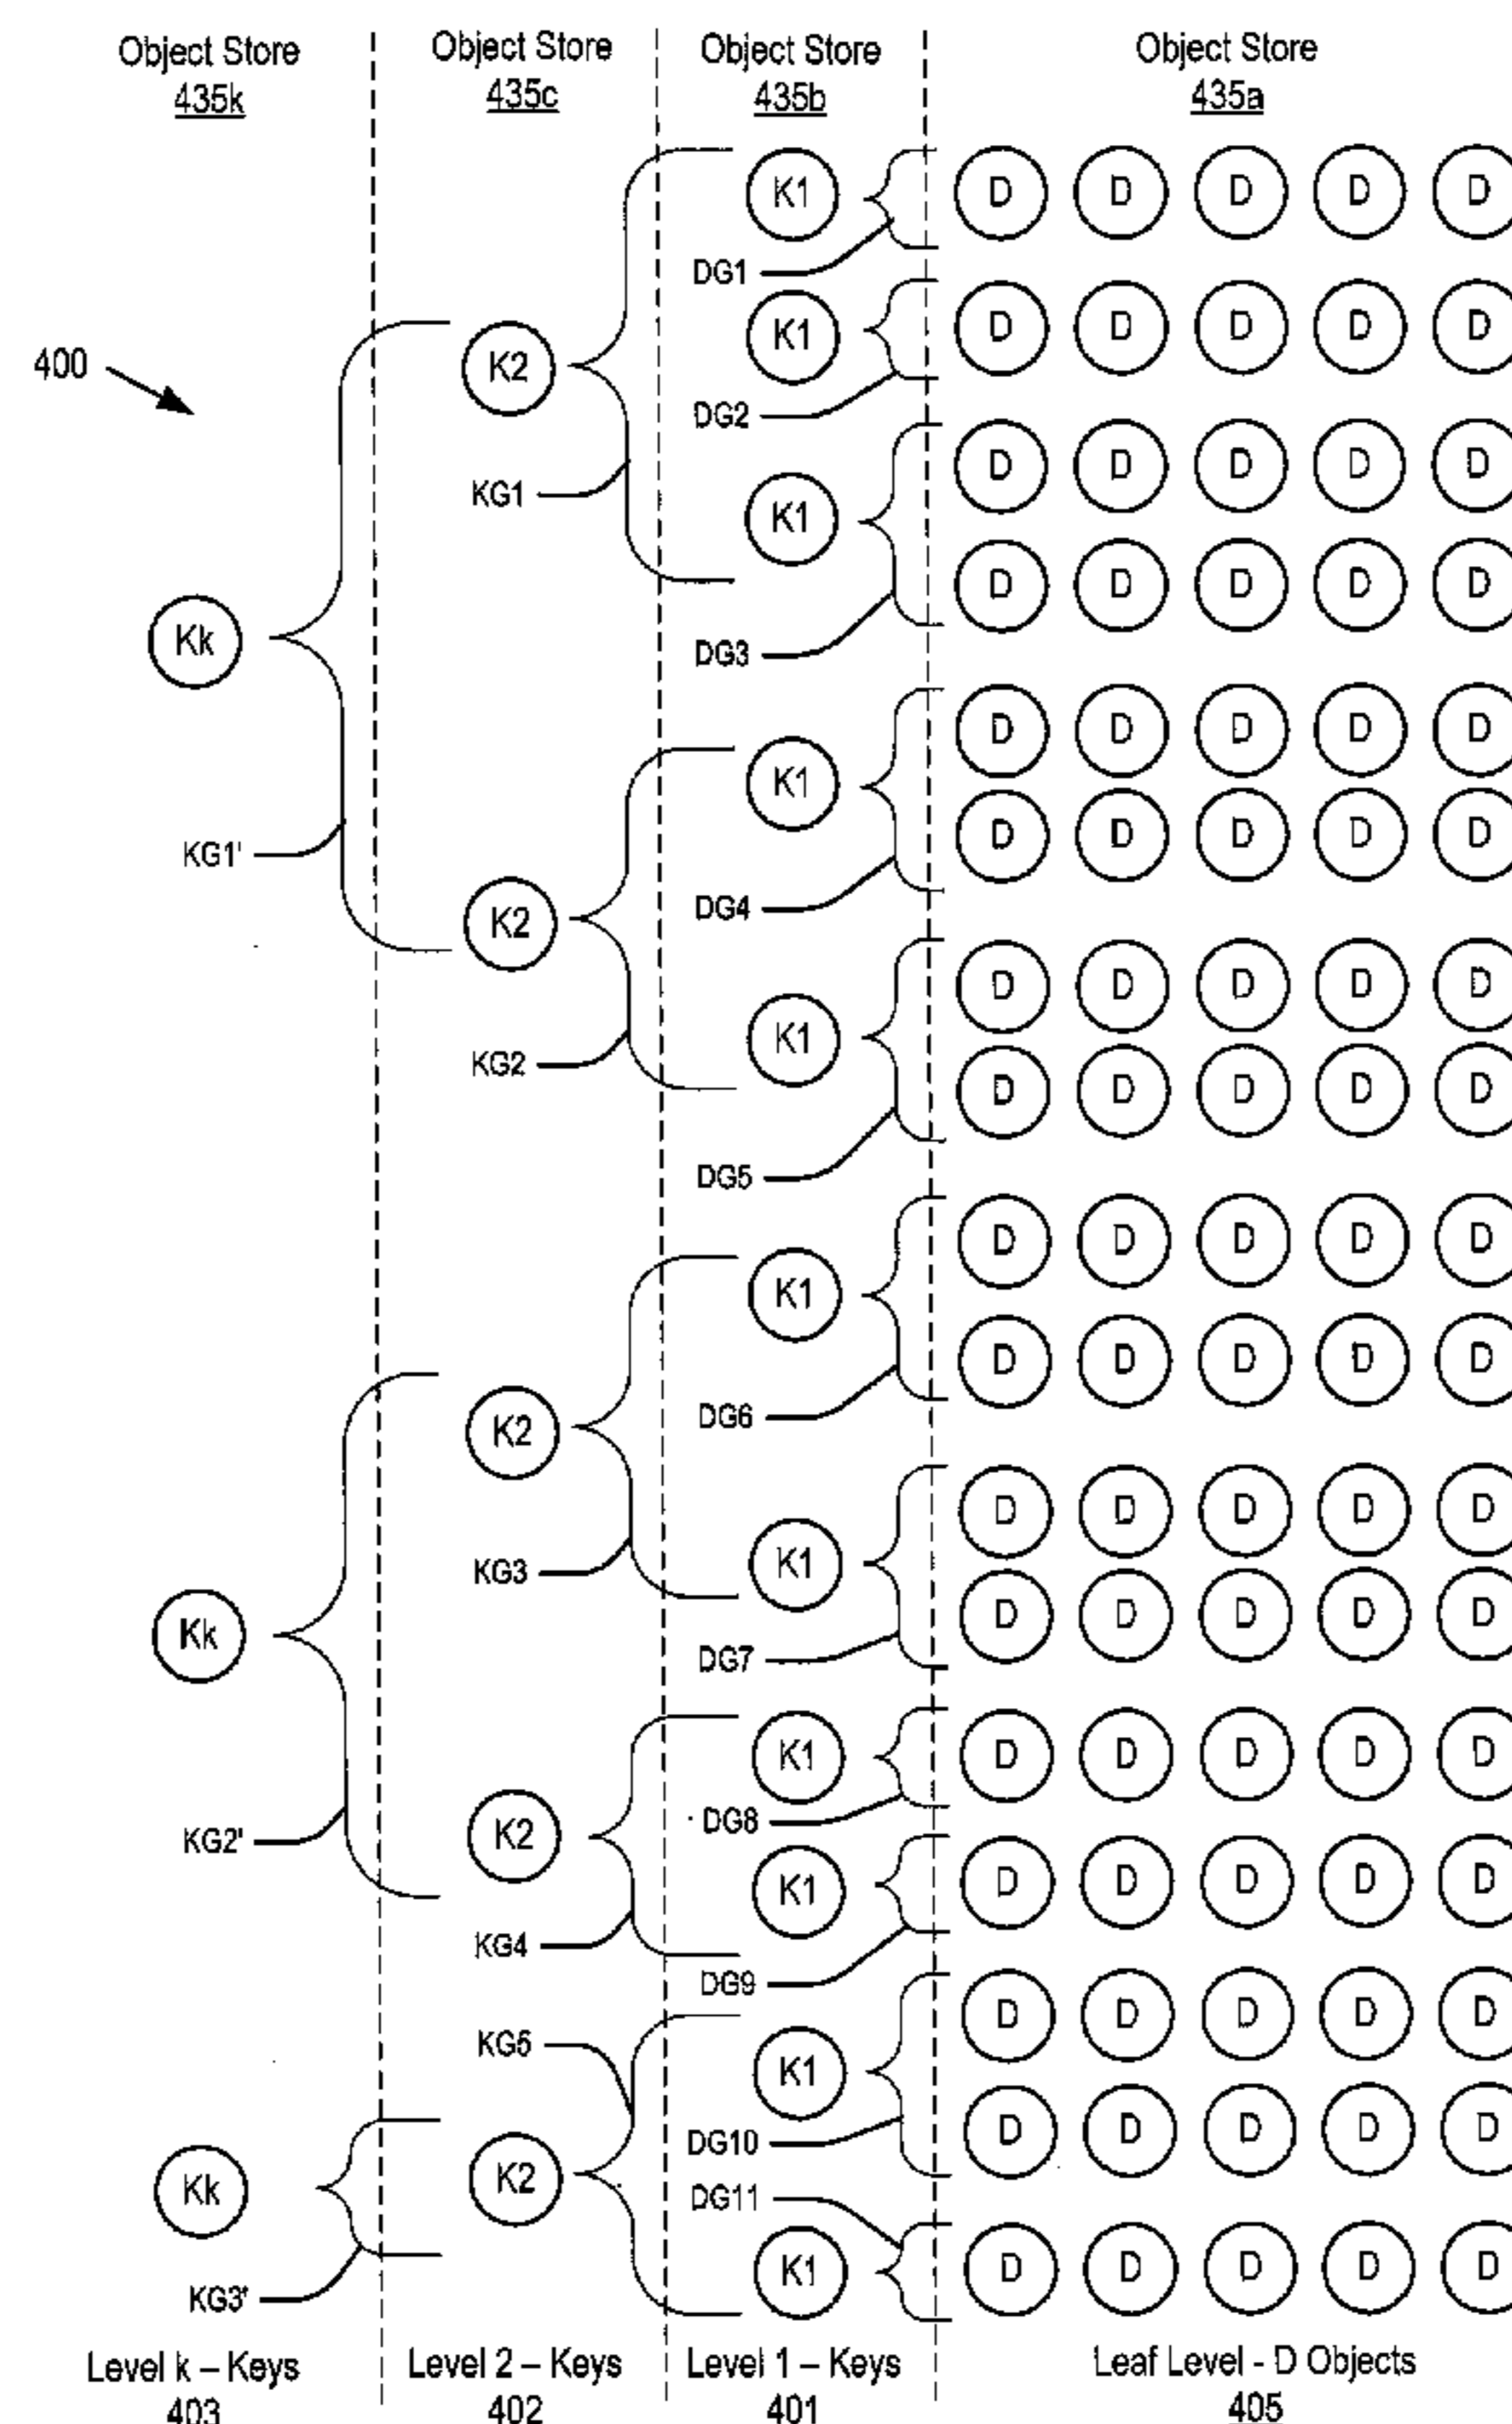 Object Store Object Store Object Store Object Store
435k 435c 435b 435a
K1 D D D D D
DG1
K1 D D D D D
400 K2
DG2
K1 D D D D D
KG1
D D D D D
Kk
DG3
K1 D D D D D
D D D D D
KG1'
DG4
K2
K1 D D D D D
KG2
D D D D D
DG5
K1 D D D D D
D D D D D
DG6
K2
K1 D D D D D
KG3
D D D D D
Kk
DG7
K1 D D D D D
DG8
KG2' K2
K1 D D D D D
KG4
DG9
K1 D D D D D
KG5
D D D D D
DG10
Kk K2
DG11
K1 D D D D D
KG3'
Level k – Keys Level 2 – Keys Level 1 – Keys Leaf Level - D Objects
403 402 401 405